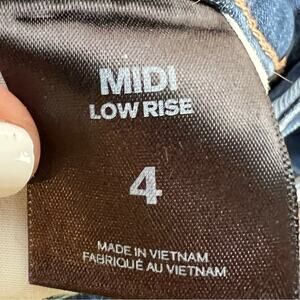 MIDI
LOW RISE
4
MADE IN VIETNAM
FABRIQUÉ AU VIETNAM